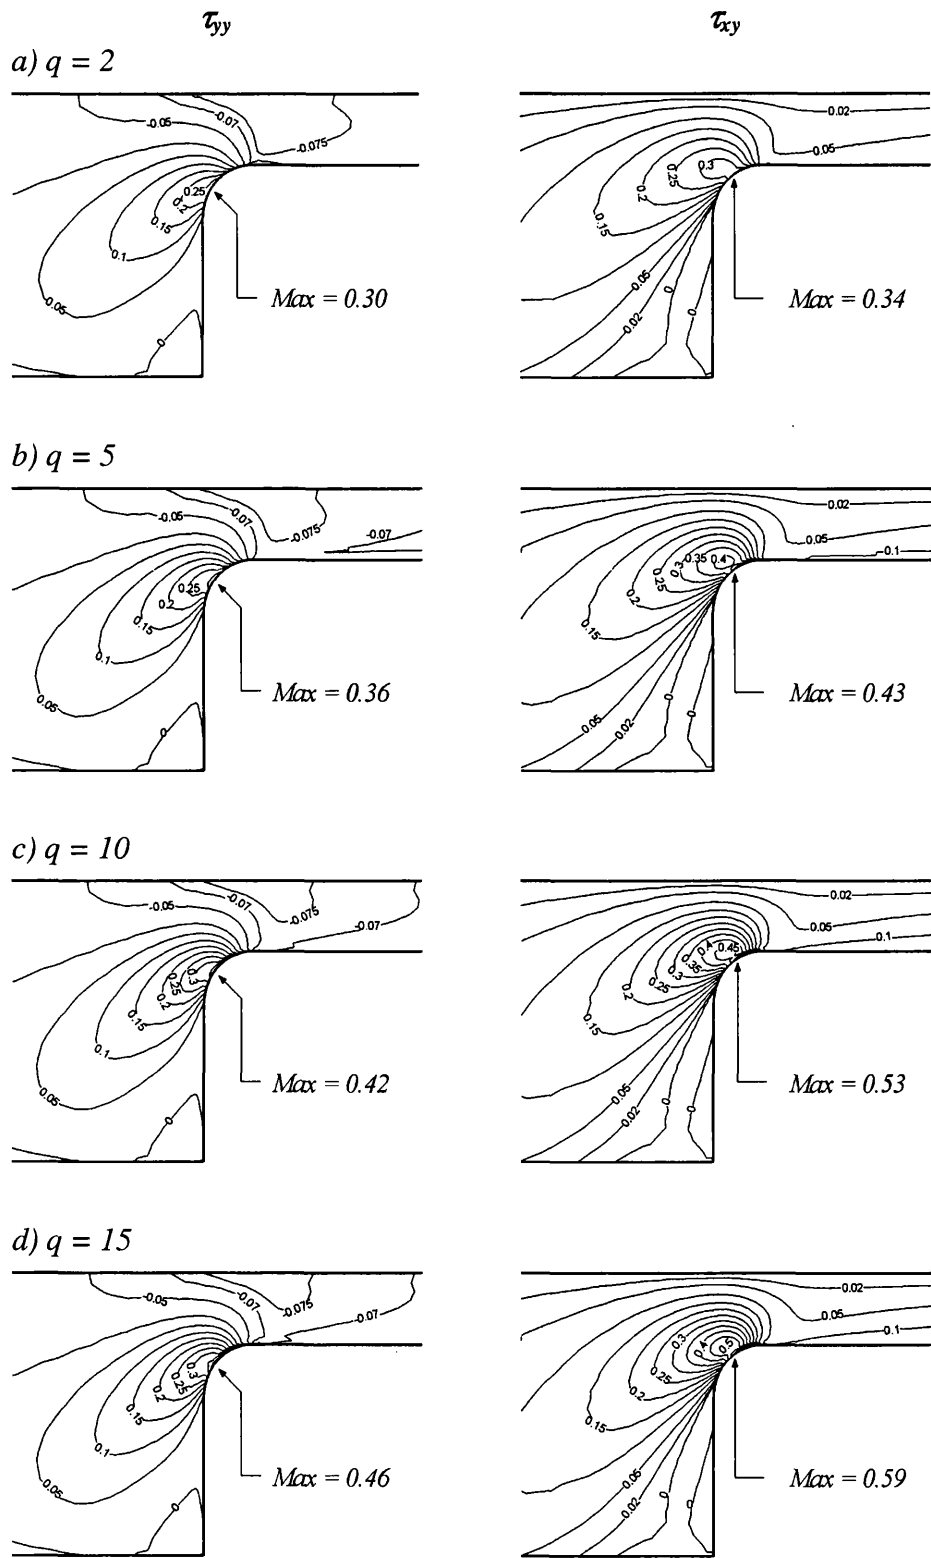 τyy τxy
a) q = 2
-0.05 -0.07 -0.075 0.25 0.2 0.15 0.1 0.05 0 Max = 0.30
0.02 0.05 0.3 0.25 0.2 0.15 0.05 0.02 0 0 Max = 0.34
b) q = 5
-0.05 -0.07 -0.075 -0.07 0.25 0.2 0.15 0.1 0.05 0 Max = 0.36
0.02 0.05 0.1 0.4 0.35 0.3 0.25 0.2 0.15 0.05 0.02 0 0 Max = 0.43
c) q = 10
-0.05 -0.07 -0.075 -0.07 0.3 0.25 0.2 0.15 0.1 0.05 0 Max = 0.42
0.02 0.05 0.1 0.45 0.4 0.35 0.3 0.25 0.2 0.15 0.05 0.02 0 0 Max = 0.53
d) q = 15
-0.05 -0.07 -0.075 -0.07 0.3 0.25 0.2 0.15 0.1 0.05 0 Max = 0.46
0.02 0.05 0.1 0.5 0.4 0.3 0.25 0.2 0.15 0.05 0.02 0 0 Max = 0.59